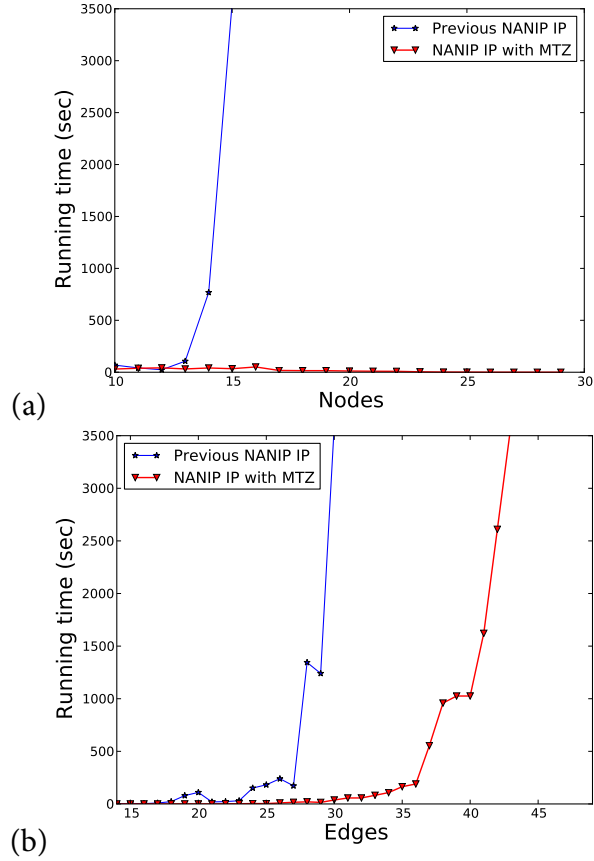 3500
3000
2500
2000
1500
1000
500
0
Running time (sec)
Previous NANIP IP
NANIP IP with MTZ
10
15
20
25
30
Nodes
(a)
3500
3000
2500
2000
1500
1000
500
0
Running time (sec)
Previous NANIP IP
NANIP IP with MTZ
15
20
25
30
35
40
45
Edges
(b)